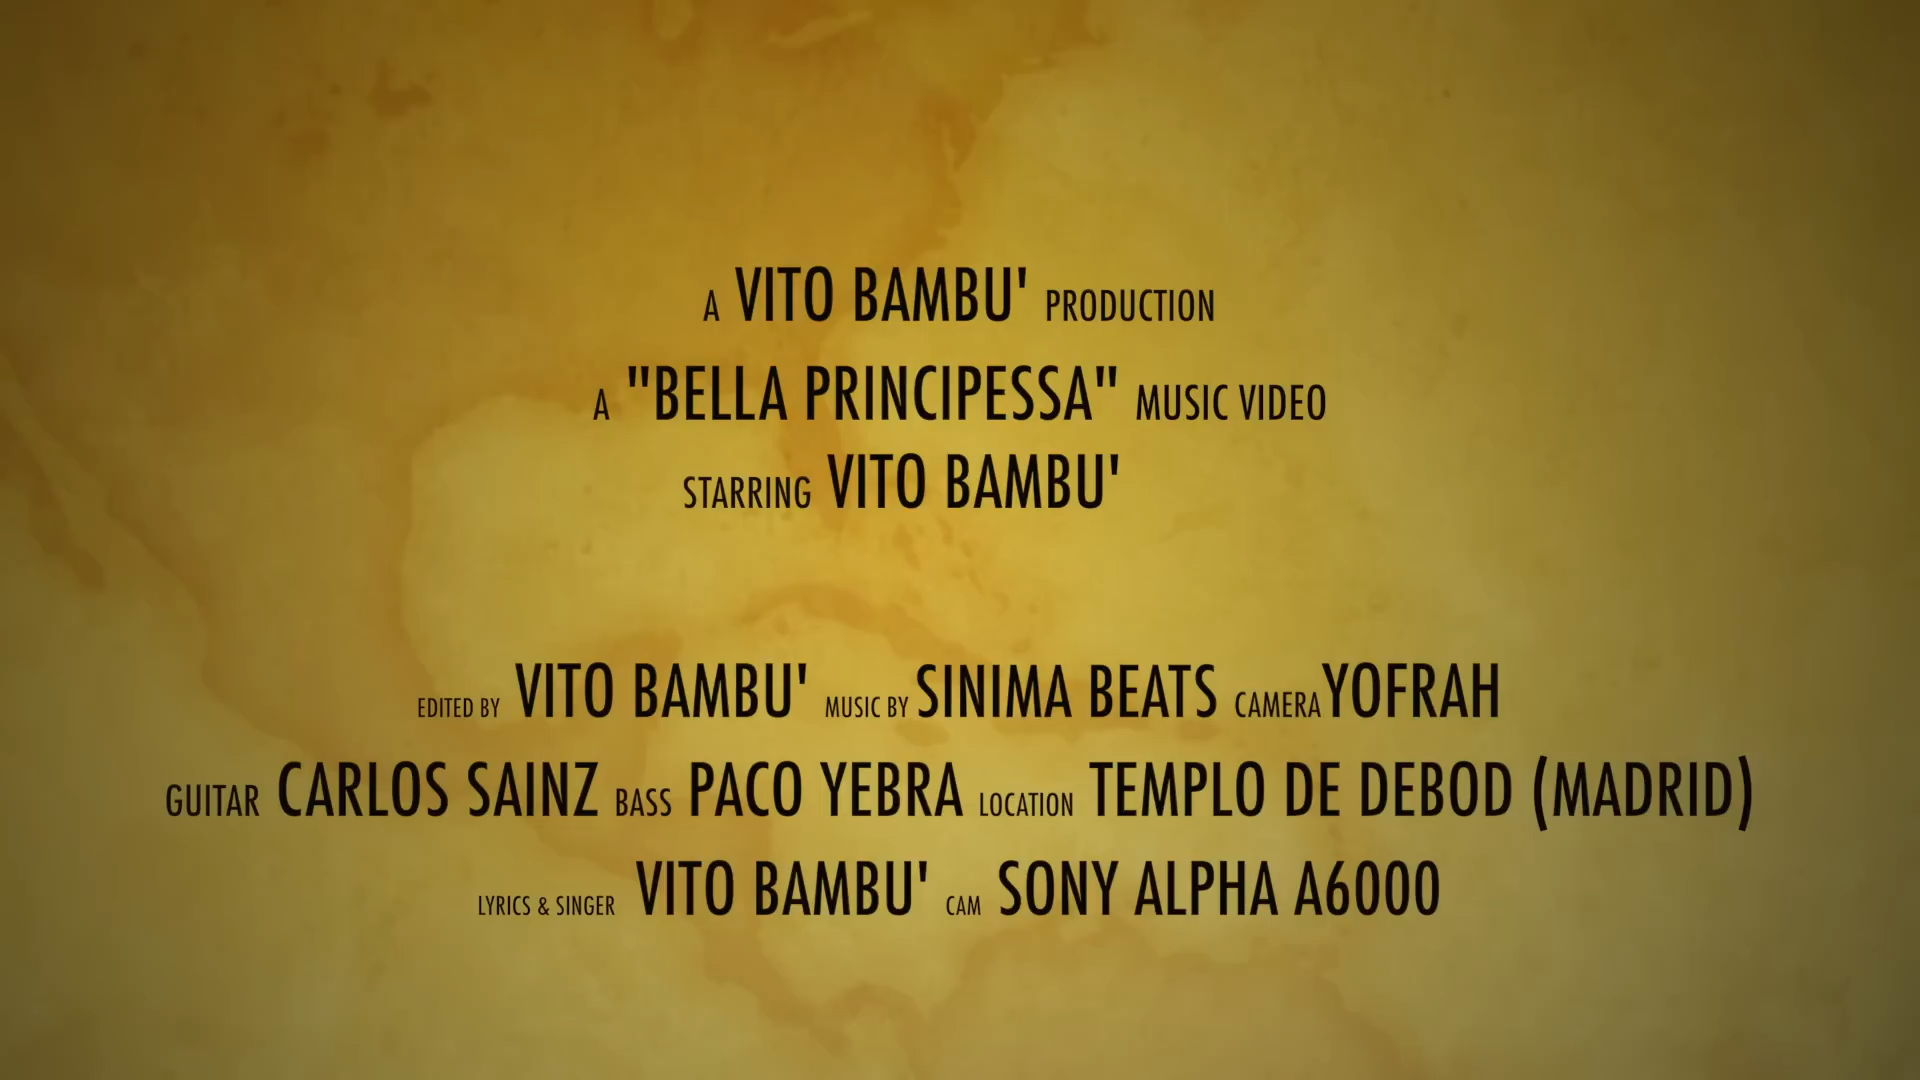 A VITO BAMBU' PRODUCTION
A "BELLA PRINCIPESSA" MUSIC VIDEO
STARRING VITO BAMBU'
EDITED BY VITO BAMBU' MUSIC BY SINIMA BEATS CAMERA YOFRAH
GUITAR CARLOS SAINZ BASS PACO YEBRA LOCATION TEMPLO DE DEBOD (MADRID)
LYRICS & SINGER VITO BAMBU' CAM SONY ALPHA A6000